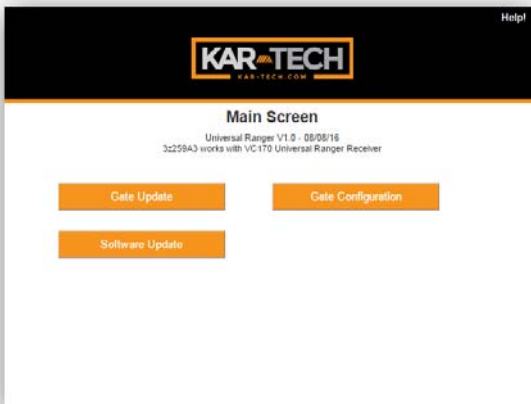 Help!
KAR-TECH
KAR-TECH.COM
Main Screen
Universal Ranger V1.0 - 08/08/16
3z259A3 works with VC170 Universal Ranger Receiver
Gate Update
Gate Configuration
Software Update